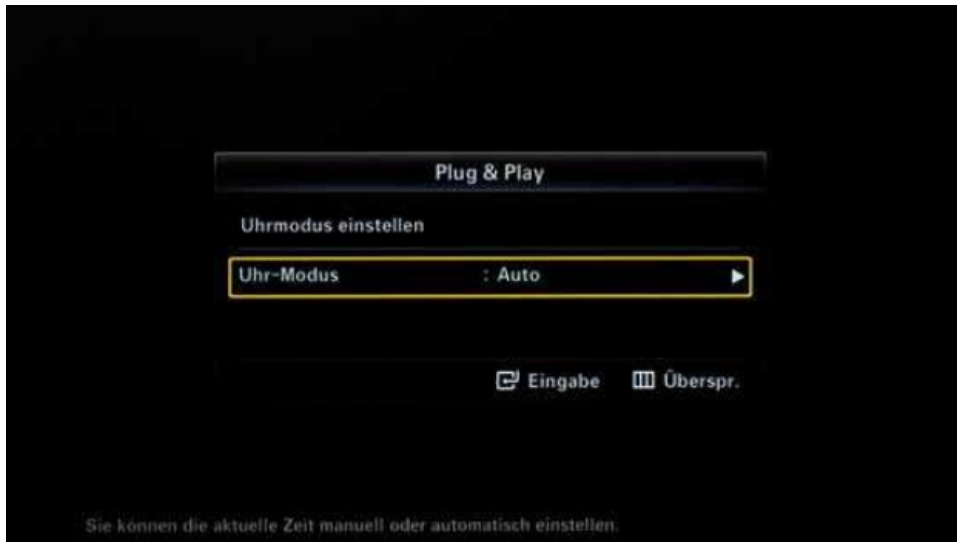 Plug & Play
Uhrmodus einstellen
Uhr-Modus : Auto
Eingabe Überspr.
Sie können die aktuelle Zeit manuell oder automatisch einstellen.